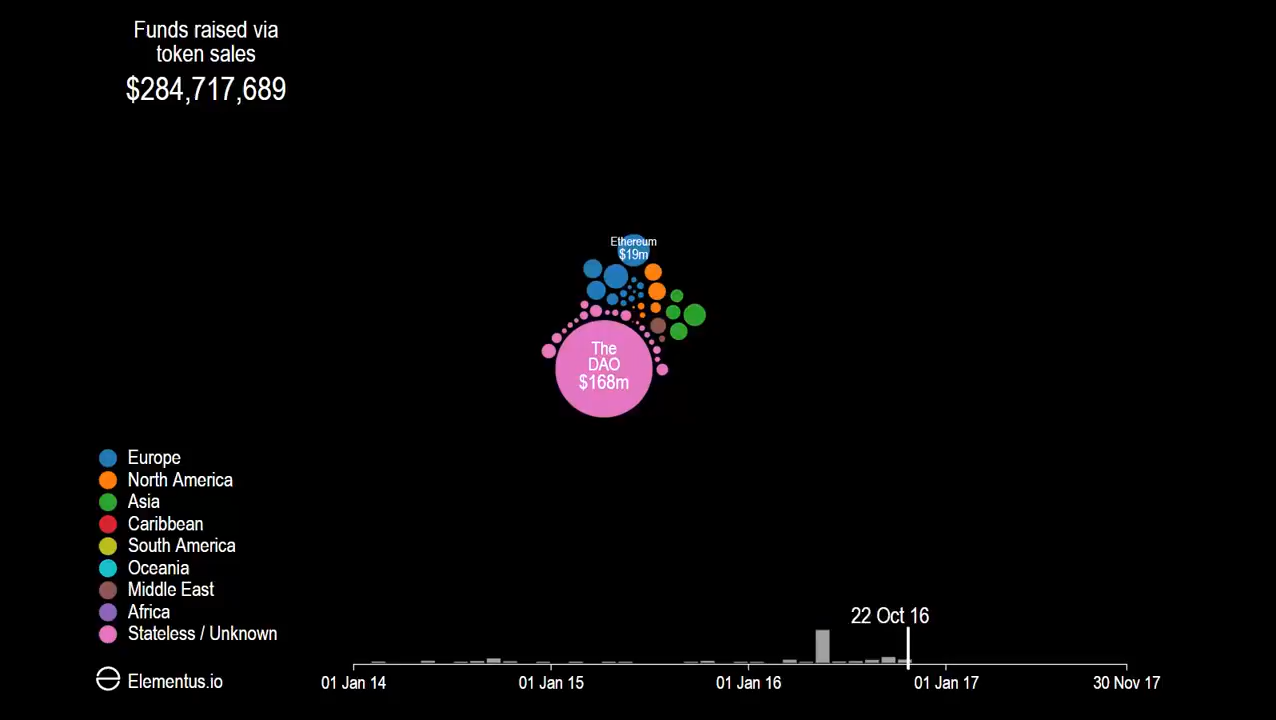 Funds raised via
token sales
$284,717,689
Ethereum
$19m
The
DAO
$168m
Europe
North America
Asia
Caribbean
South America
Oceania
Middle East
Africa
Stateless / Unknown
Elementus.io
22 Oct 16
01 Jan 14
01 Jan 15
01 Jan 16
01 Jan 17
30 Nov 17